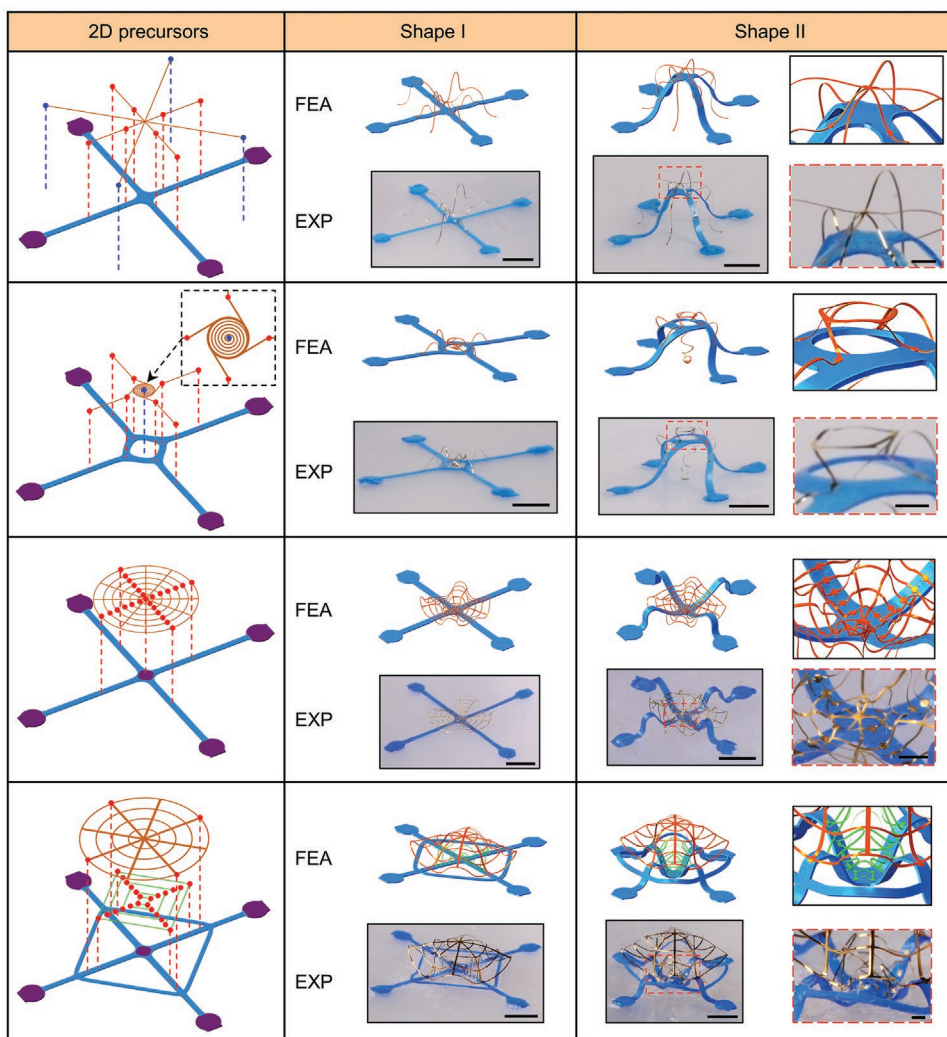 2D precursors
Shape I
Shape II
FEA
EXP
FEA
EXP
FEA
EXP
FEA
EXP